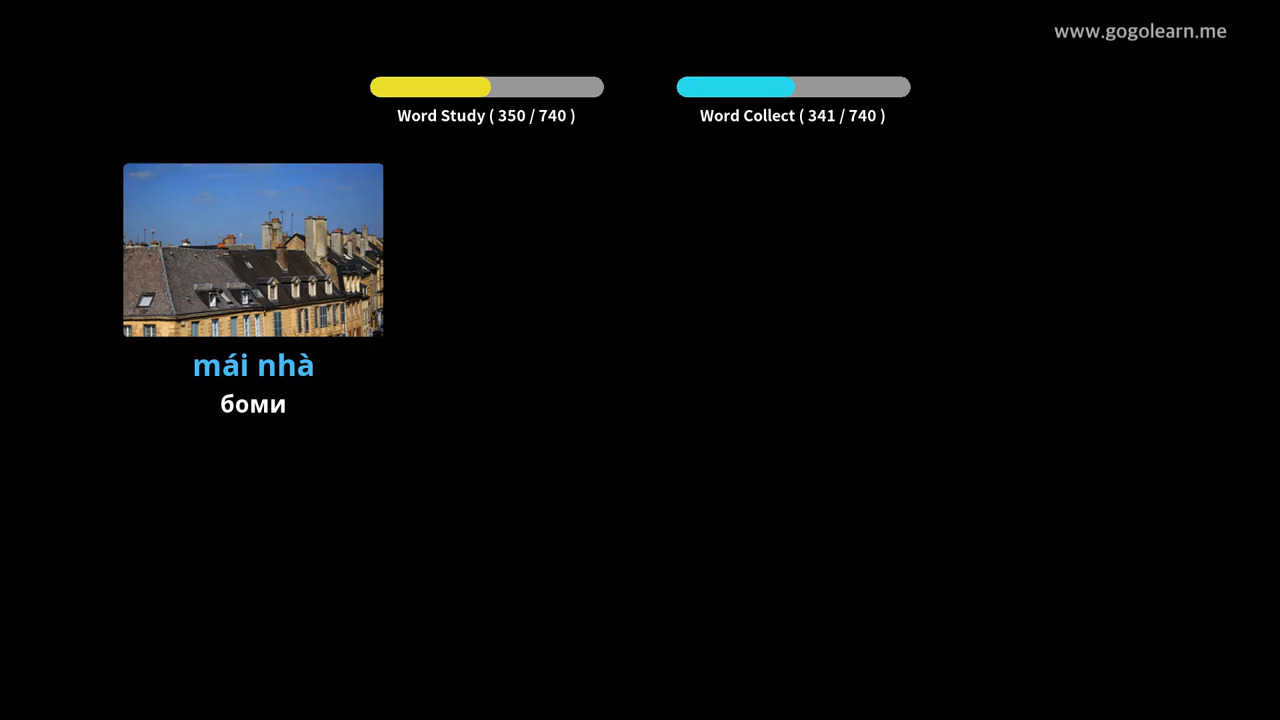 www.gogolearn.me
Word Study ( 350 / 740 )
Word Collect ( 341 / 740 )
mái nhà
боми